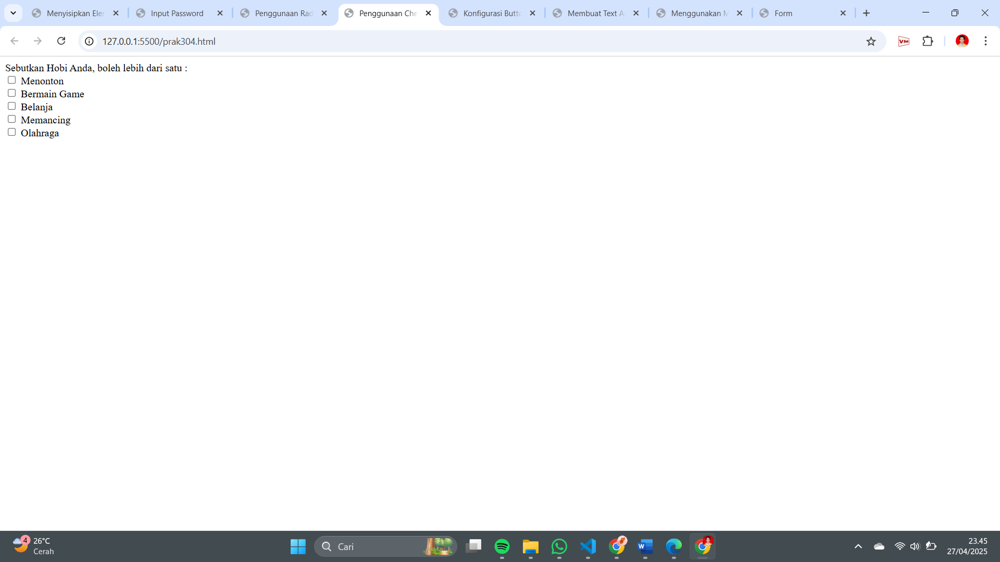 Menyisipkan Eler
Input Password
Penggunaan Rad
Penggunaan Che
Konfigurasi Butto
Membuat Text A
Menggunakan M
Form
127.0.0.1:5500/prak304.html
VM
Sebutkan Hobi Anda, boleh lebih dari satu :
Menonton
Bermain Game
Belanja
Memancing
Olahraga
4
26°C
Cerah
Cari
W
23.45
27/04/2025